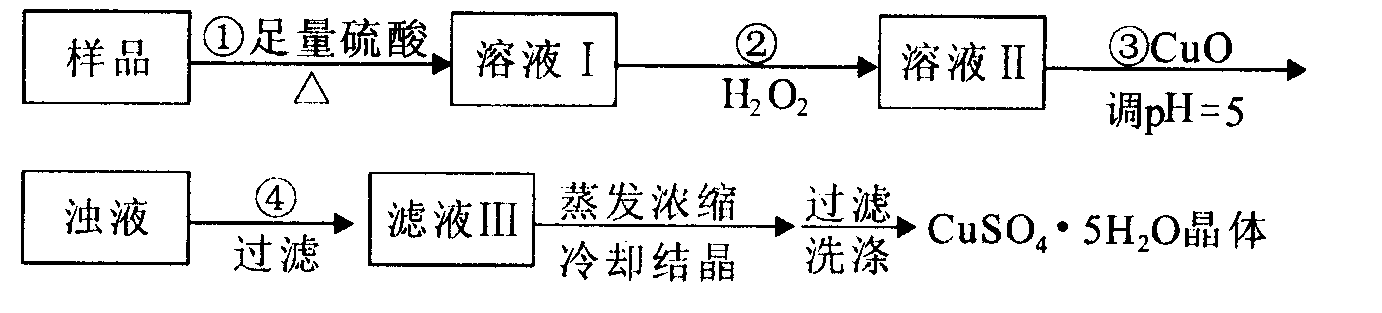 样品 ①足量硫酸 △ 溶液Ⅰ ② H₂O₂ 溶液Ⅱ ③CuO 调pH=5
浊液 ④ 过滤 滤液III 蒸发浓缩 冷却结晶 过滤 洗涤 CuSO₄·5H₂O晶体